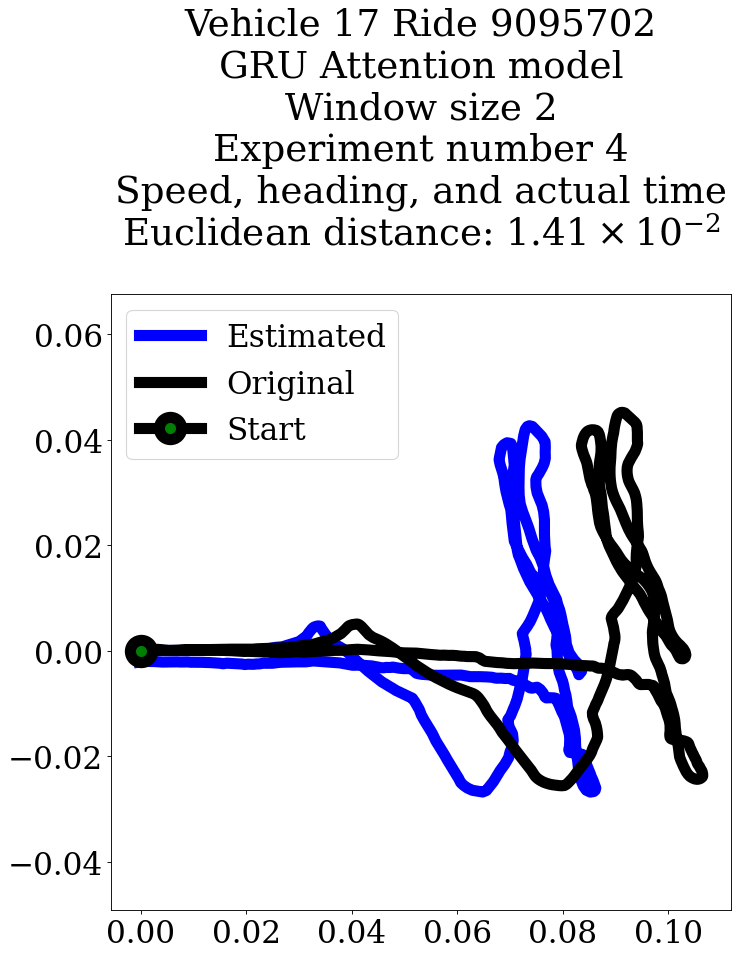 Vehicle 17 Ride 9095702
GRU Attention model
Window size 2
Experiment number 4
Speed, heading, and actual time
Euclidean distance: 1.41 × 10⁻²
Estimated
Original
Start
0.06
0.04
0.02
0.00
−0.02
−0.04
0.00 0.02 0.04 0.06 0.08 0.10